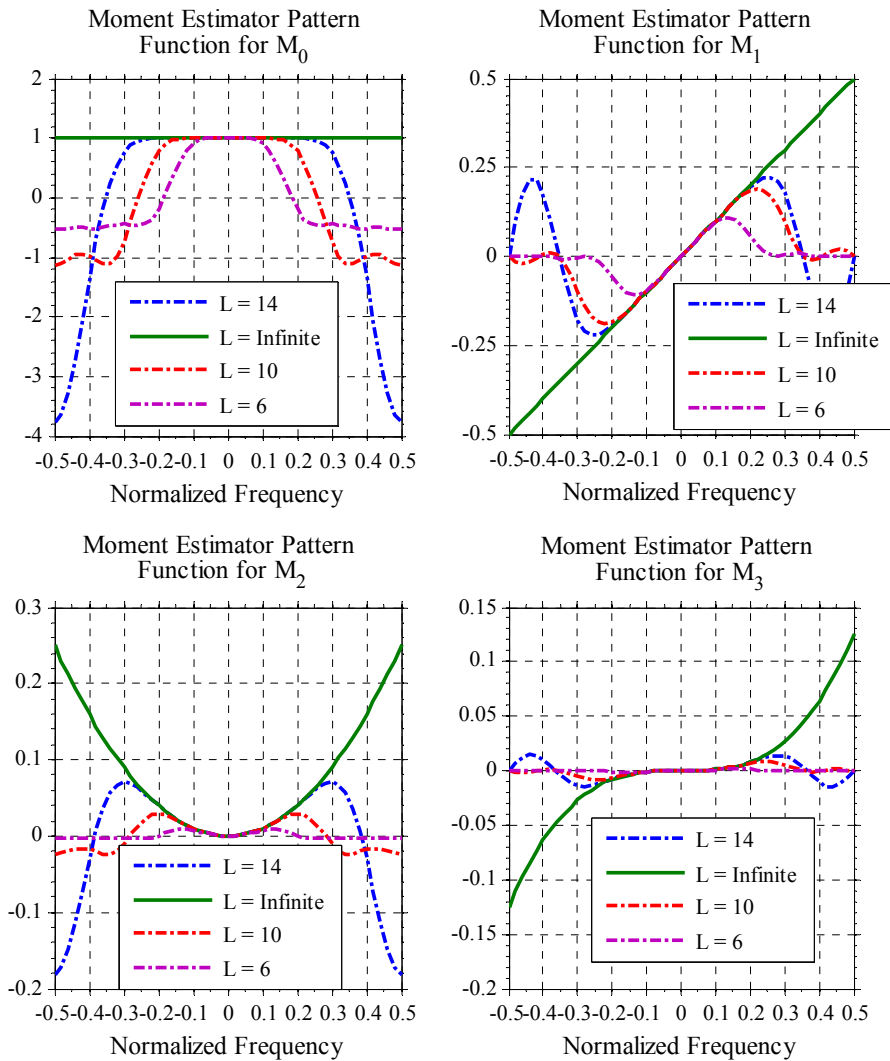 Moment Estimator Pattern
Function for M0
2
1
0
-1
-2
-3
-4
L = 14
L = Infinite
L = 10
L = 6
-0.5 -0.4 -0.3 -0.2 -0.1 0 0.1 0.2 0.3 0.4 0.5
Normalized Frequency
Moment Estimator Pattern
Function for M1
0.5
0.25
0
-0.25
-0.5
L = 14
L = Infinite
L = 10
L = 6
-0.5 -0.4 -0.3 -0.2 -0.1 0 0.1 0.2 0.3 0.4 0.5
Normalized Frequency
Moment Estimator Pattern
Function for M2
0.3
0.2
0.1
0
-0.1
-0.2
L = 14
L = Infinite
L = 10
L = 6
-0.5 -0.4 -0.3 -0.2 -0.1 0 0.1 0.2 0.3 0.4 0.5
Normalized Frequency
Moment Estimator Pattern
Function for M3
0.15
0.1
0.05
0
-0.05
-0.1
-0.15
-0.2
L = 14
L = Infinite
L = 10
L = 6
-0.5 -0.4 -0.3 -0.2 -0.1 0 0.1 0.2 0.3 0.4 0.5
Normalized Frequency